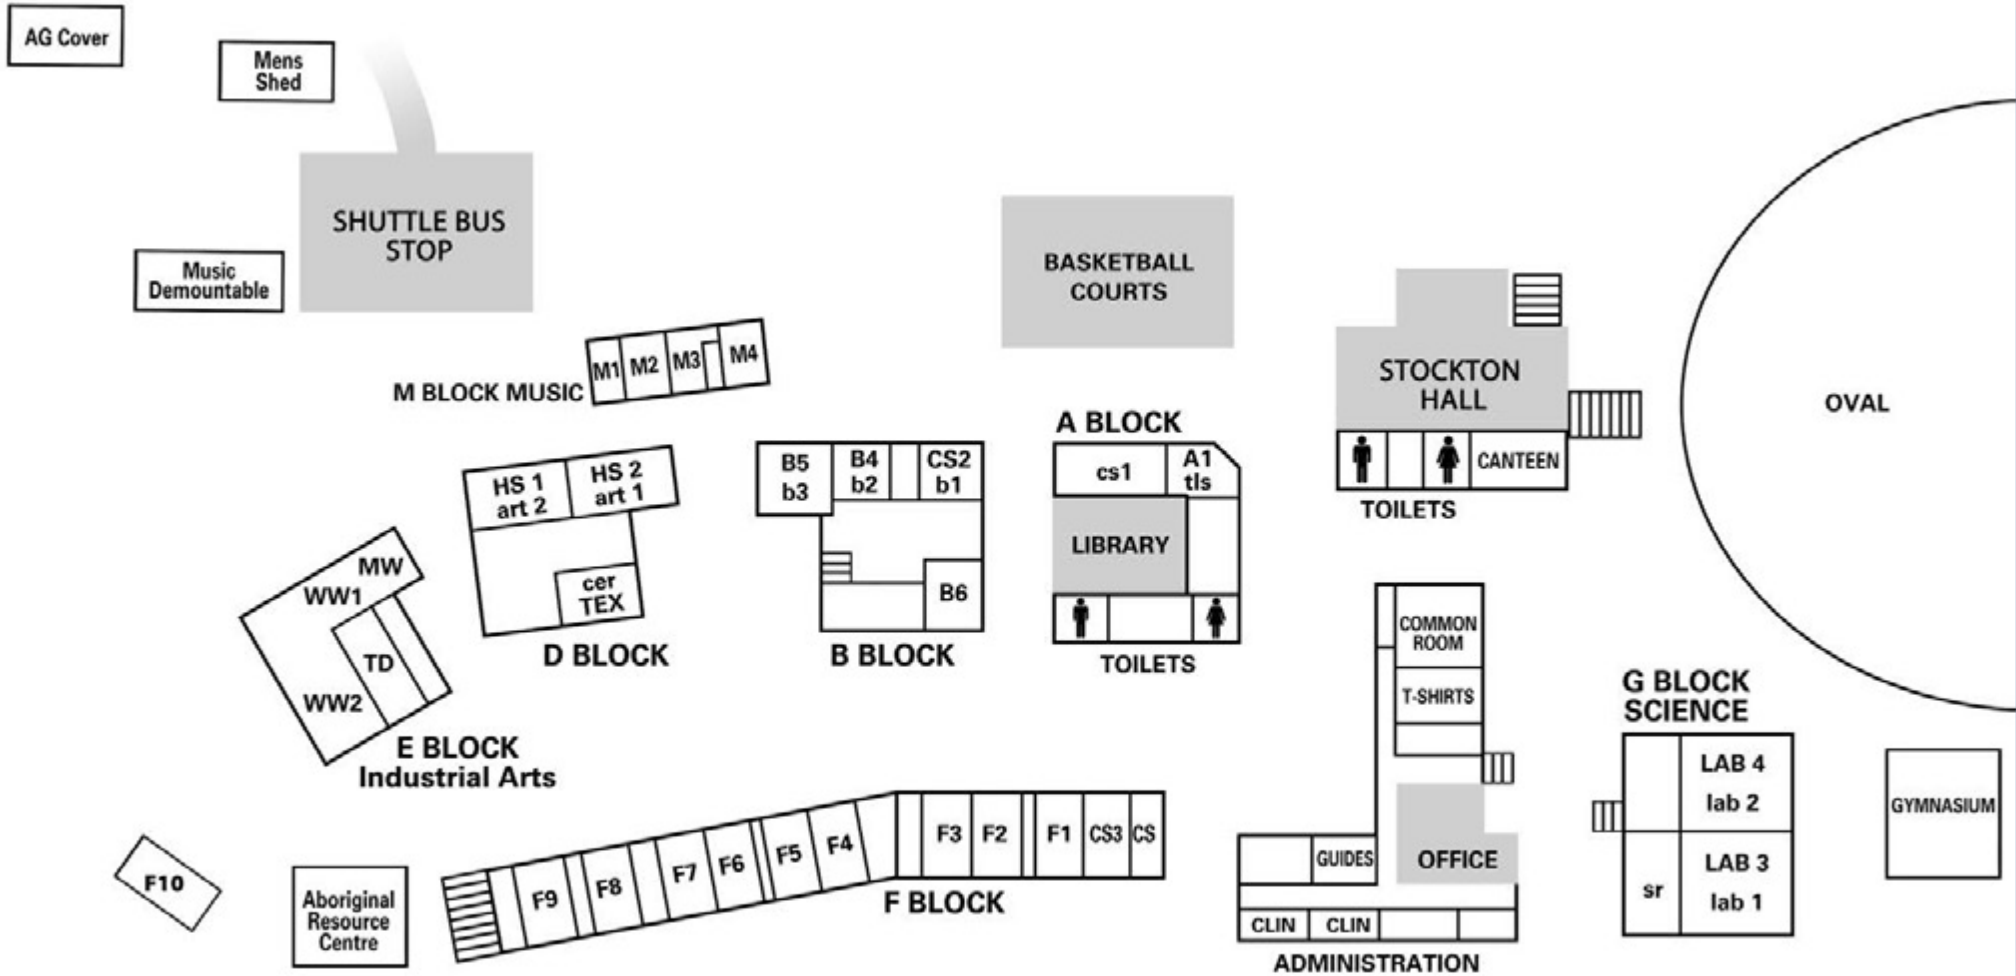 AG Cover
Mens
Shed
SHUTTLE BUS
STOP
Music
Demountable
BASKETBALL
COURTS
M1 M2 M3 M4
M BLOCK MUSIC
STOCKTON
HALL
CANTEEN
TOILETS
OVAL
A BLOCK
cs1
A1
tls
LIBRARY
TOILETS
B5
b3
B4
b2
CS2
b1
B6
B BLOCK
HS 1
art 2
HS 2
art 1
cer
TEX
D BLOCK
MW
WW1
TD
WW2
E BLOCK
Industrial Arts
COMMON
ROOM
T-SHIRTS
GUIDES
OFFICE
CLIN CLIN
ADMINISTRATION
G BLOCK
SCIENCE
LAB 4
lab 2
LAB 3
lab 1
sr
GYMNASIUM
F10
Aboriginal
Resource
Centre
F9 F8 F7 F6 F5 F4 F3 F2 F1 CS3 CS
F BLOCK